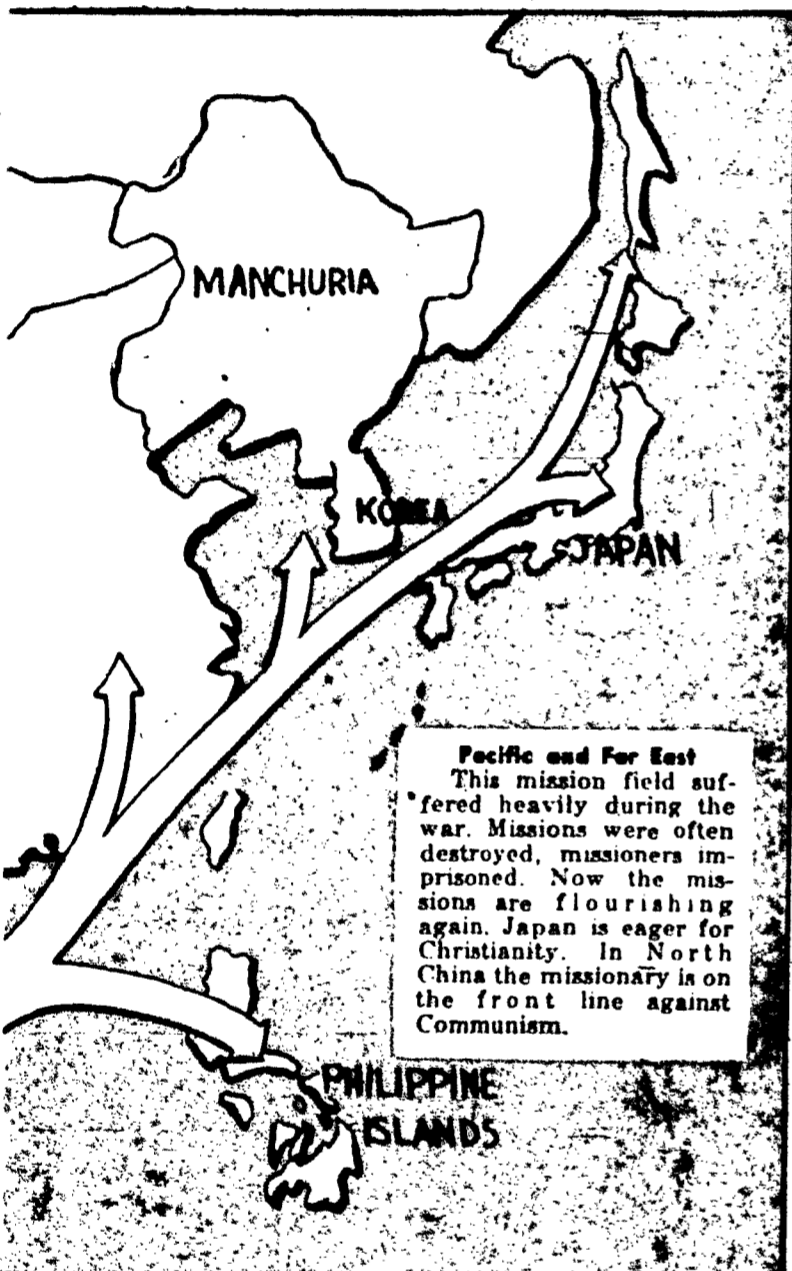 MANCHURIA
KOREA
JAPAN
Pacific and Far East
This mission field suf-
fered heavily during the
war. Missions were often
destroyed, missioners im-
prisoned. Now the mis-
sions are flourishing
again. Japan is eager for
Christianity. In North
China the missionary is on
the front line against
Communism.
PHILIPPINE
ISLANDS